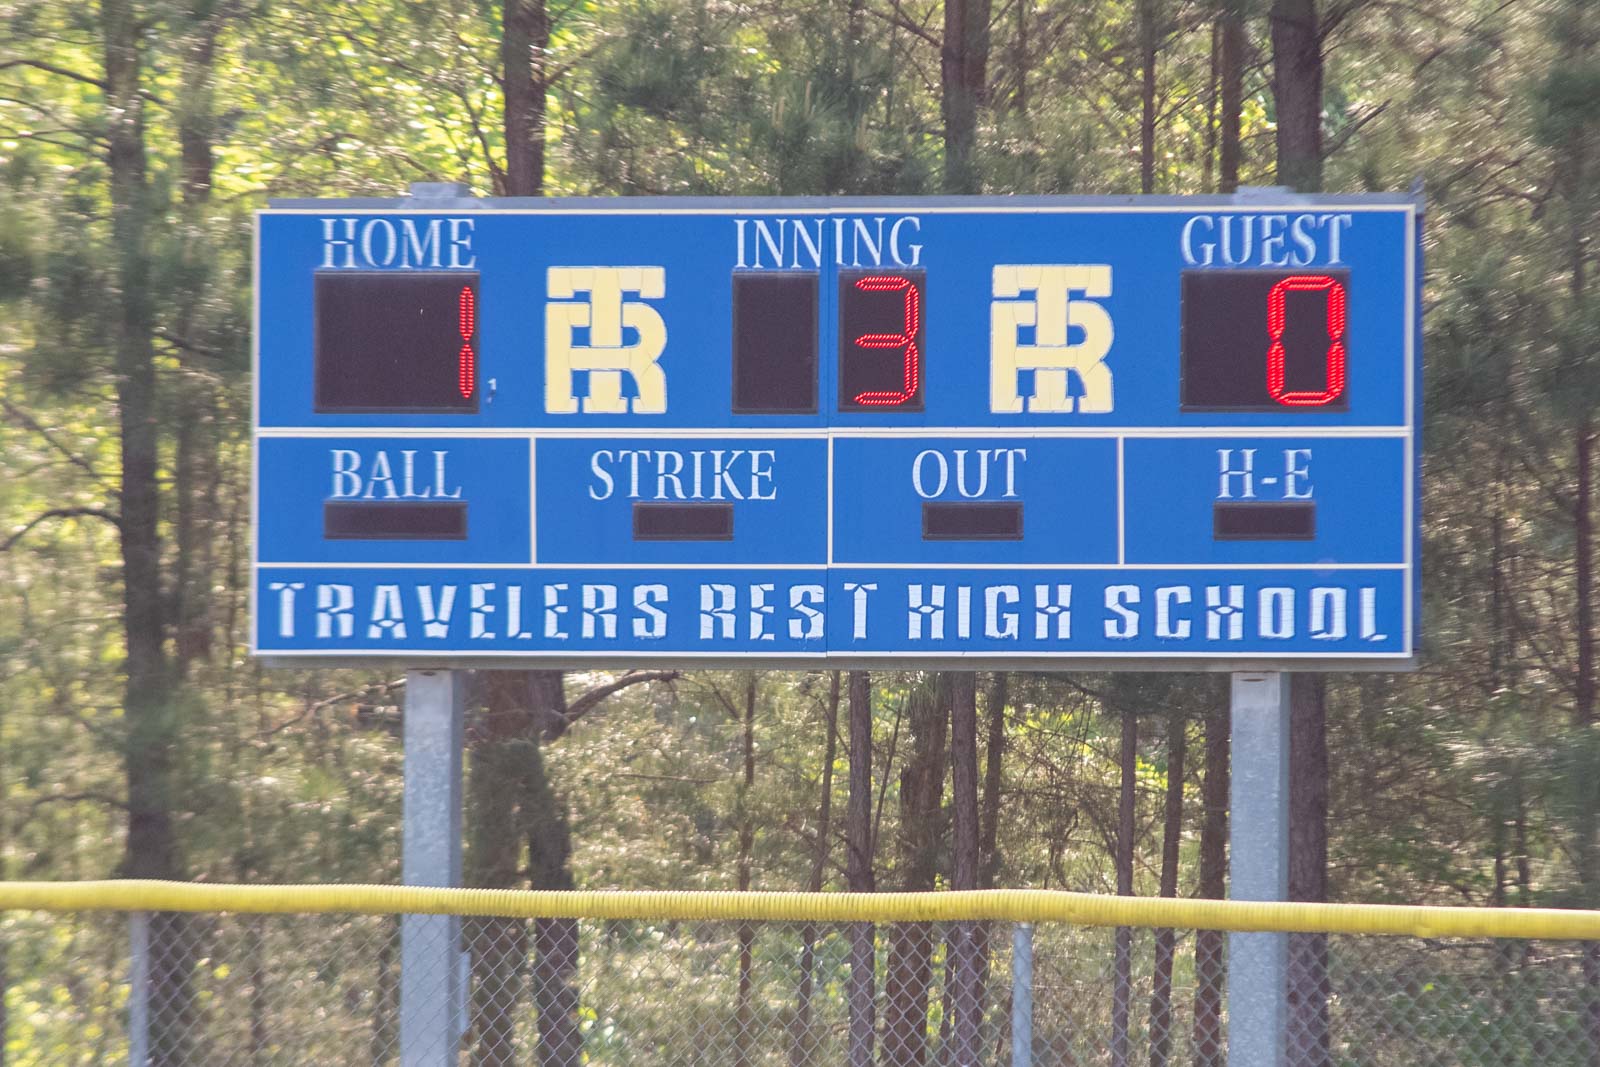 HOME INNING GUEST
1 TR 3 TR 0
BALL STRIKE OUT H-E
TRAVELERS REST HIGH SCHOOL